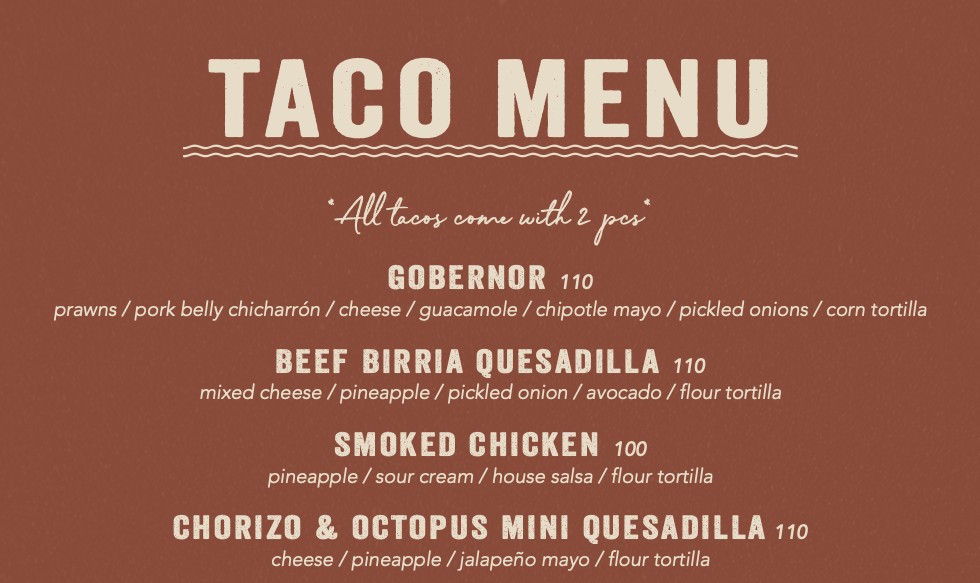 TACO MENU
*All tacos come with 2 pcs*
GOBERNOR 110
prawns / pork belly chicharrón / cheese / guacamole / chipotle mayo / pickled onions / corn tortilla
BEEF BIRRIA QUESADILLA 110
mixed cheese / pineapple / pickled onion / avocado / flour tortilla
SMOKED CHICKEN 100
pineapple / sour cream / house salsa / flour tortilla
CHORIZO & OCTOPUS MINI QUESADILLA 110
cheese / pineapple / jalapeño mayo / flour tortilla